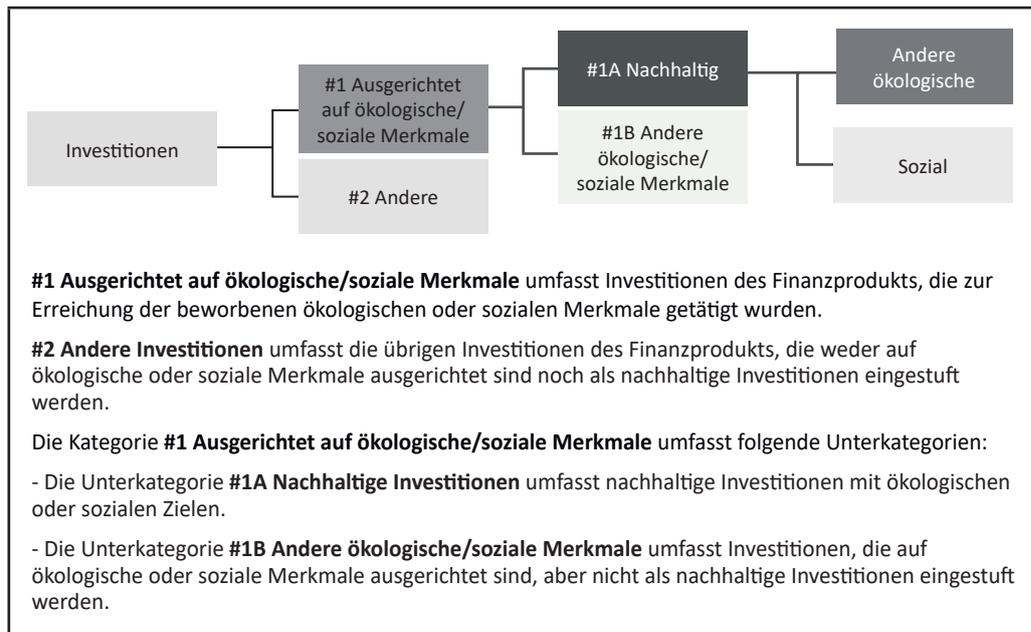 Investitionen
#1 Ausgerichtet
auf ökologische/
soziale Merkmale
#2 Andere
#1A Nachhaltig
#1B Andere
ökologische/
soziale Merkmale
Andere
ökologische
Sozial
#1 Ausgerichtet auf ökologische/soziale Merkmale umfasst Investitionen des Finanzprodukts, die zur
Erreichung der beworbenen ökologischen oder sozialen Merkmale getätigt wurden.
#2 Andere Investitionen umfasst die übrigen Investitionen des Finanzprodukts, die weder auf
ökologische oder soziale Merkmale ausgerichtet sind noch als nachhaltige Investitionen eingestuft
werden.
Die Kategorie #1 Ausgerichtet auf ökologische/soziale Merkmale umfasst folgende Unterkategorien:
- Die Unterkategorie #1A Nachhaltige Investitionen umfasst nachhaltige Investitionen mit ökologischen
oder sozialen Zielen.
- Die Unterkategorie #1B Andere ökologische/soziale Merkmale umfasst Investitionen, die auf
ökologische oder soziale Merkmale ausgerichtet sind, aber nicht als nachhaltige Investitionen eingestuft
werden.